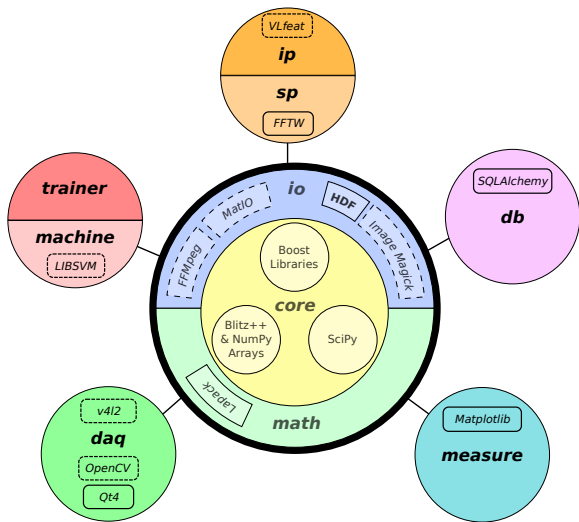 VLfeat
ip
sp
FFTW
trainer
machine
LIBSVM
SQLAlchemy
db
io
MatIO
HDF
FFMpeg
Image Magick
Boost
Libraries
core
Blitz++
& NumPy
Arrays
SciPy
Lapack
math
v4l2
daq
OpenCV
Qt4
Matplotlib
measure